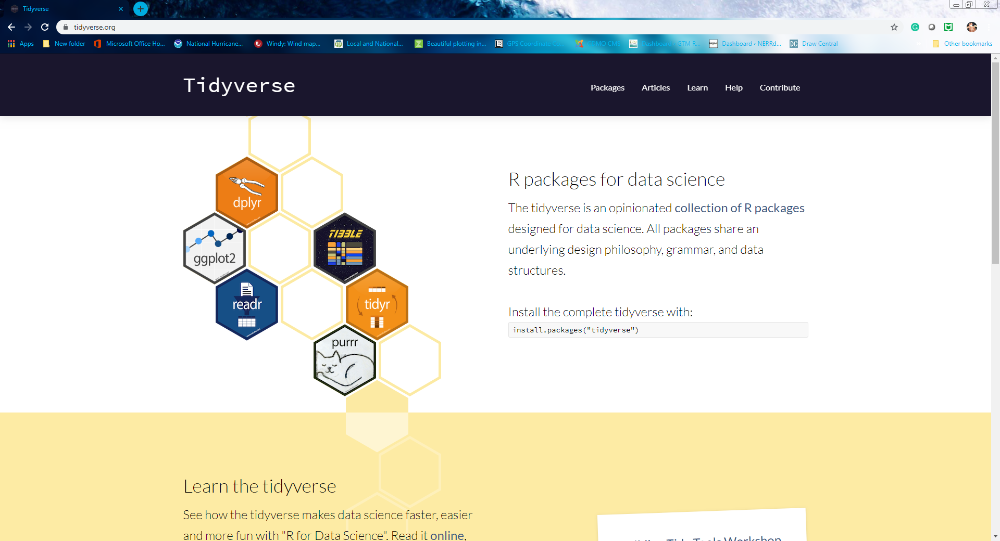 Tidyverse
tidyverse.org
Apps New folder Microsoft Office Ho... National Hurricane... Windy: Wind map... Local and National... Beautiful plotting in... GPS Coordinate CDMO CMS Dashboard GTM R... Dashboard ‹ NERRd... Draw Central Other bookmarks
Tidyverse
Packages Articles Learn Help Contribute
dplyr
ggplot2
TIBBLE
readr
tidyr
purrr
R packages for data science
The tidyverse is an opinionated collection of R packages
designed for data science. All packages share an
underlying design philosophy, grammar, and data
structures.
Install the complete tidyverse with:
install.packages("tidyverse")
Learn the tidyverse
See how the tidyverse makes data science faster, easier
and more fun with "R for Data Science". Read it online,
Tidy Tools Workshop